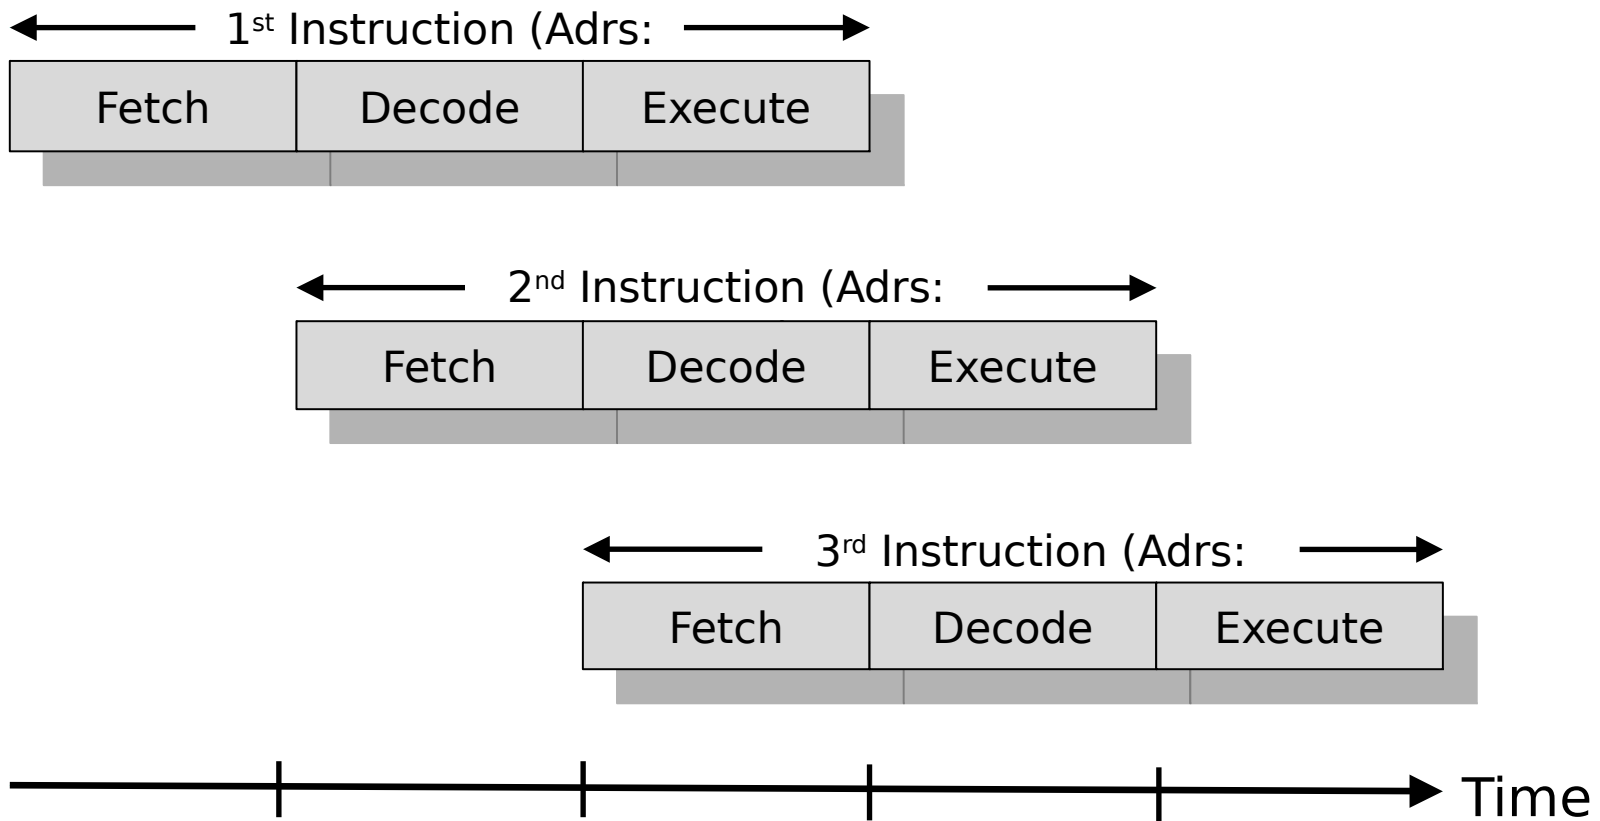 1st Instruction (Adrs:
Fetch Decode Execute
2nd Instruction (Adrs:
Fetch Decode Execute
3rd Instruction (Adrs:
Fetch Decode Execute
Time